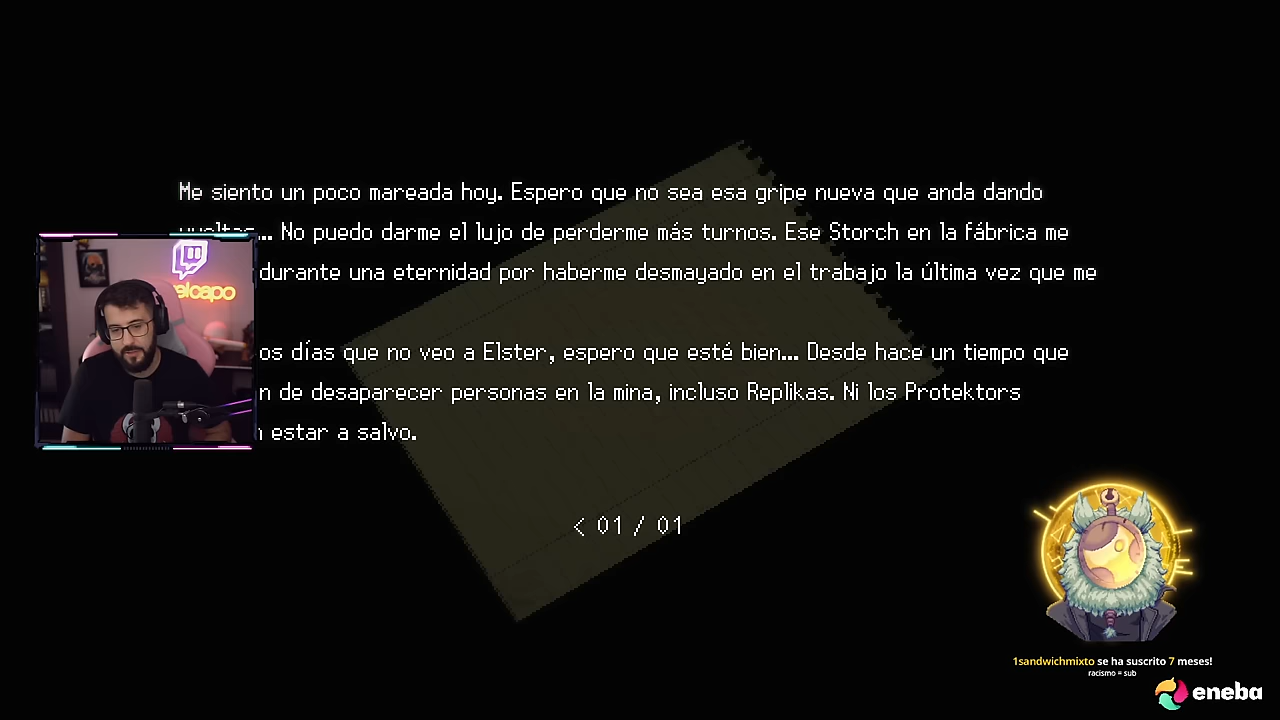 Me siento un poco mareada hoy. Espero que no sea esa gripe nueva que anda dando
No puedo darme el lujo de perderme más turnos. Ese Storch en la fábrica me
durante una eternidad por haberme desmayado en el trabajo la última vez que me
os días que no veo a Elster, espero que esté bien... Desde hace un tiempo que
n de desaparecer personas en la mina, incluso Replikas. Ni los Protektors
estar a salvo.
elcapo
< 01 / 01
1sandwichmixto se ha suscrito 7 meses!
racismo = sub
eneba